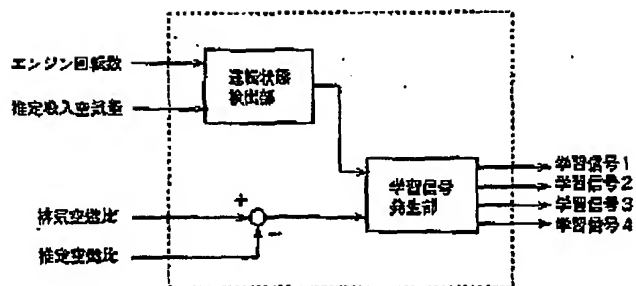 エンジン回転数
推定吸入空気量
運転状態
検出部
排気空燃比
推定空燃比
+
−
学習信号
発生部
学習信号1
学習信号2
学習信号3
学習信号4